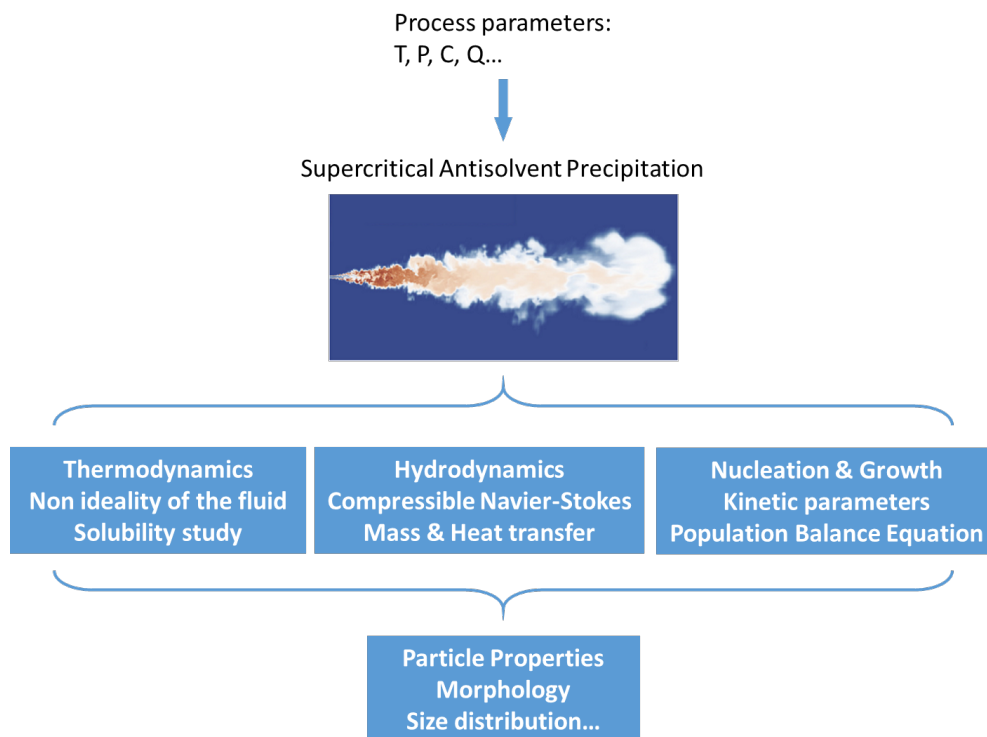 Process parameters:
T, P, C, Q...
Supercritical Antisolvent Precipitation
Thermodynamics
Non ideality of the fluid
Solubility study
Hydrodynamics
Compressible Navier-Stokes
Mass & Heat transfer
Nucleation & Growth
Kinetic parameters
Population Balance Equation
Particle Properties
Morphology
Size distribution...